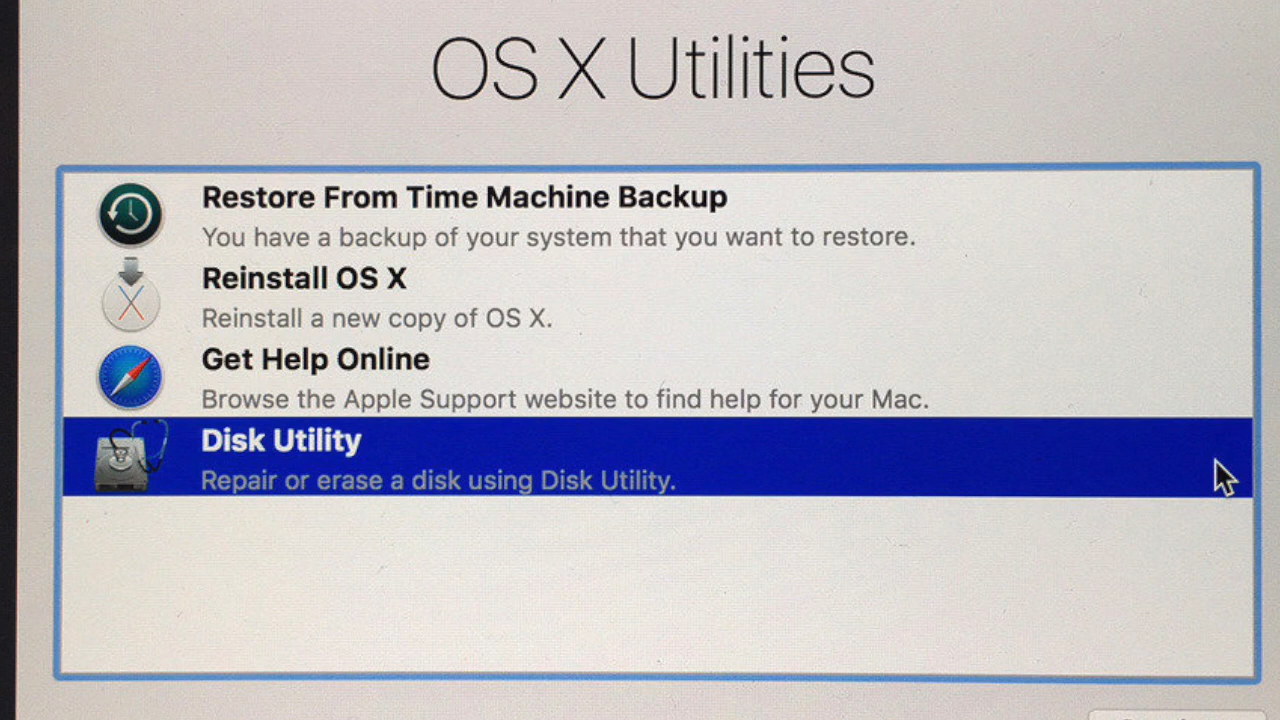 OS X Utilities
Restore From Time Machine Backup
You have a backup of your system that you want to restore.
Reinstall OS X
Reinstall a new copy of OS X.
Get Help Online
Browse the Apple Support website to find help for your Mac.
Disk Utility
Repair or erase a disk using Disk Utility.